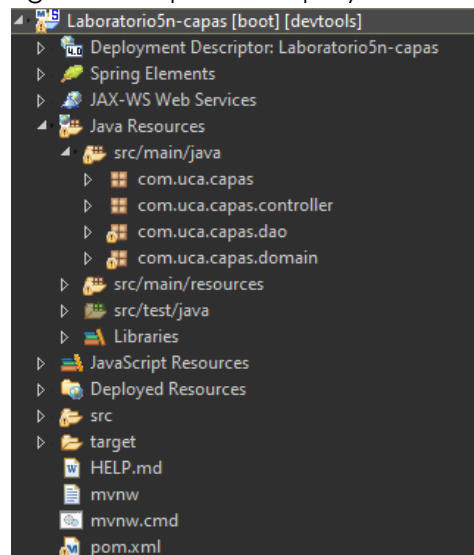 Laboratorio5n-capas [boot] [devtools]
Deployment Descriptor: Laboratorio5n-capas
Spring Elements
JAX-WS Web Services
Java Resources
src/main/java
com.uca.capas
com.uca.capas.controller
com.uca.capas.dao
com.uca.capas.domain
src/main/resources
src/test/java
Libraries
JavaScript Resources
Deployed Resources
src
target
HELP.md
mvnw
mvnw.cmd
pom.xml